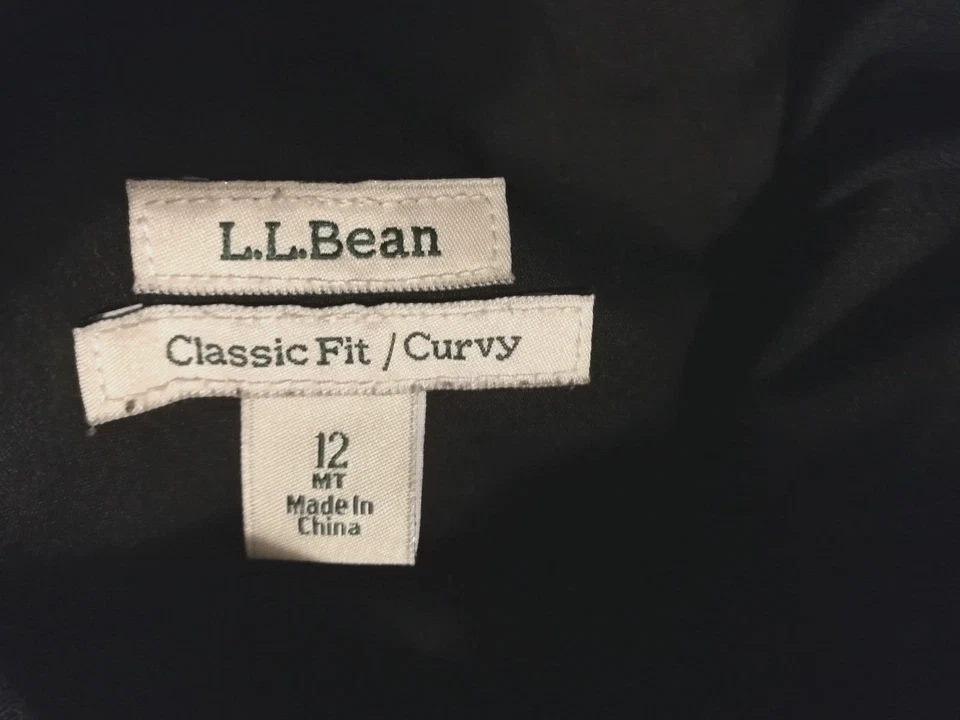 L.L.Bean
Classic Fit / Curvy
12
MT
Made In
China